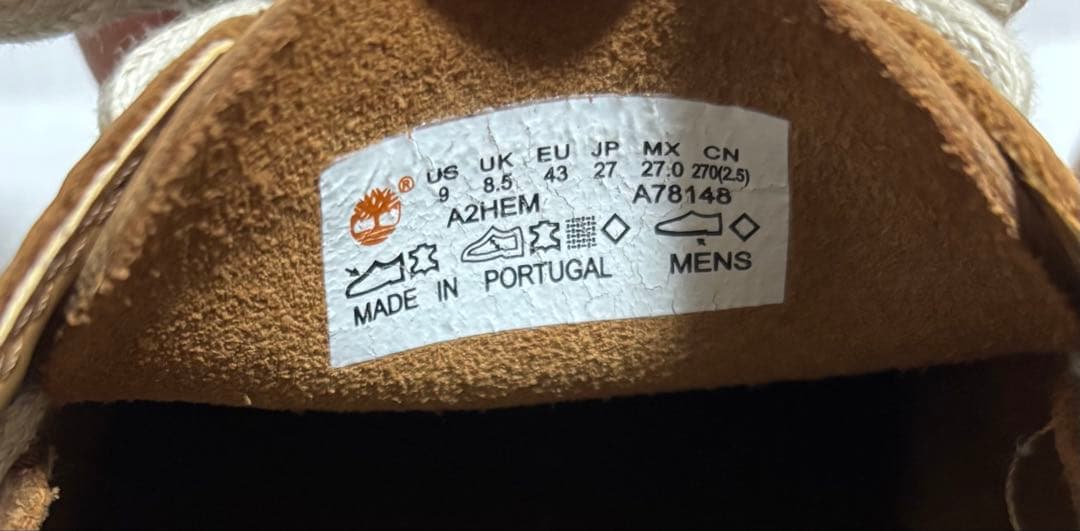 ®
US UK EU JP MX CN
9 8.5 43 27 27.0 270(2.5)
A2HEM A78148
MADE IN PORTUGAL MENS